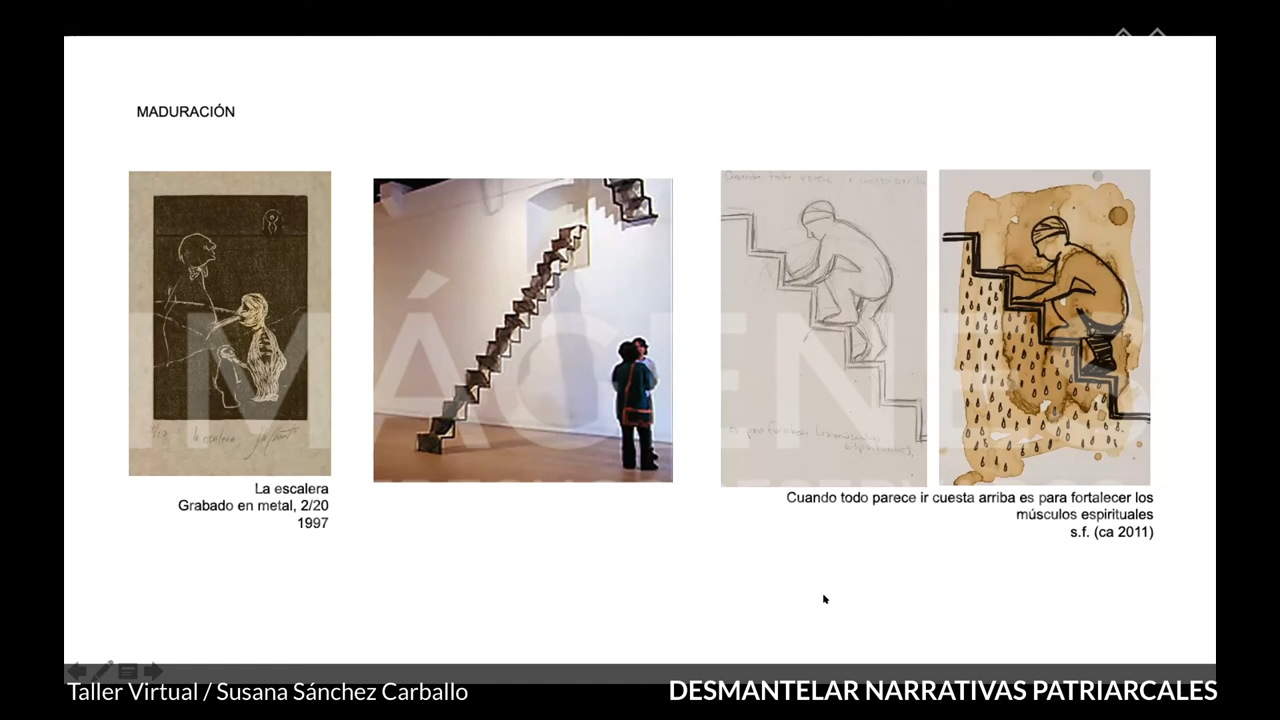 MADURACIÓN
IMÁGENES
La escalera
Grabado en metal, 2/20
1997
Cuando todo parece ir cuesta arriba es para fortalecer los
músculos espirituales
s.f. (ca 2011)
Taller Virtual / Susana Sánchez Carballo
DESMANTELAR NARRATIVAS PATRIARCALES